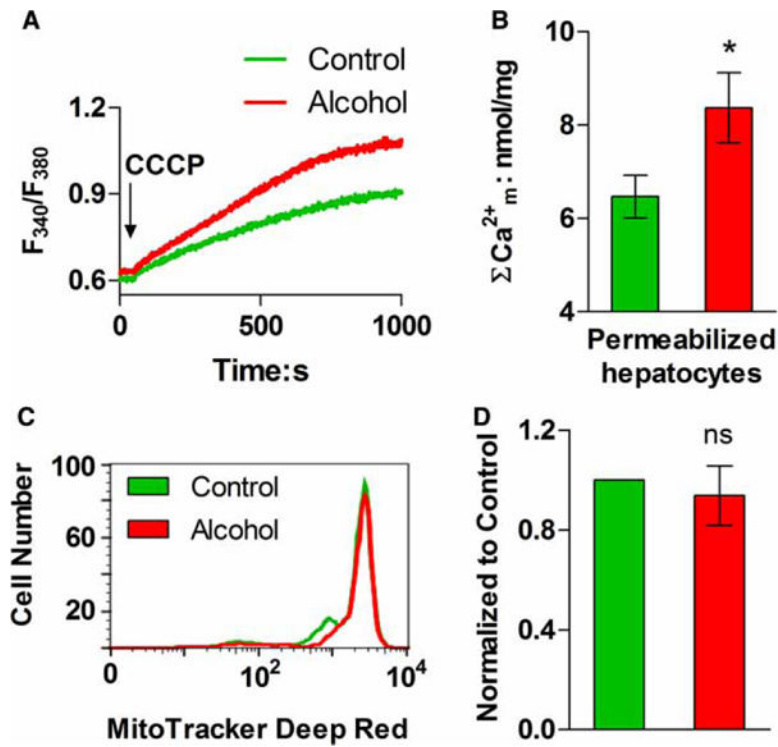 A
Control
Alcohol
CCCP
F340/F380
1.2
0.9
0.6
0
500
1000
Time:s
B
*
ΣCa2+m: nmol/mg
10
8
6
4
Permeabilized
hepatocytes
C
Control
Alcohol
Cell Number
100
60
20
0
10²
10⁴
MitoTracker Deep Red
D
ns
Normalized to Control
1.2
0.8
0.4
0.0